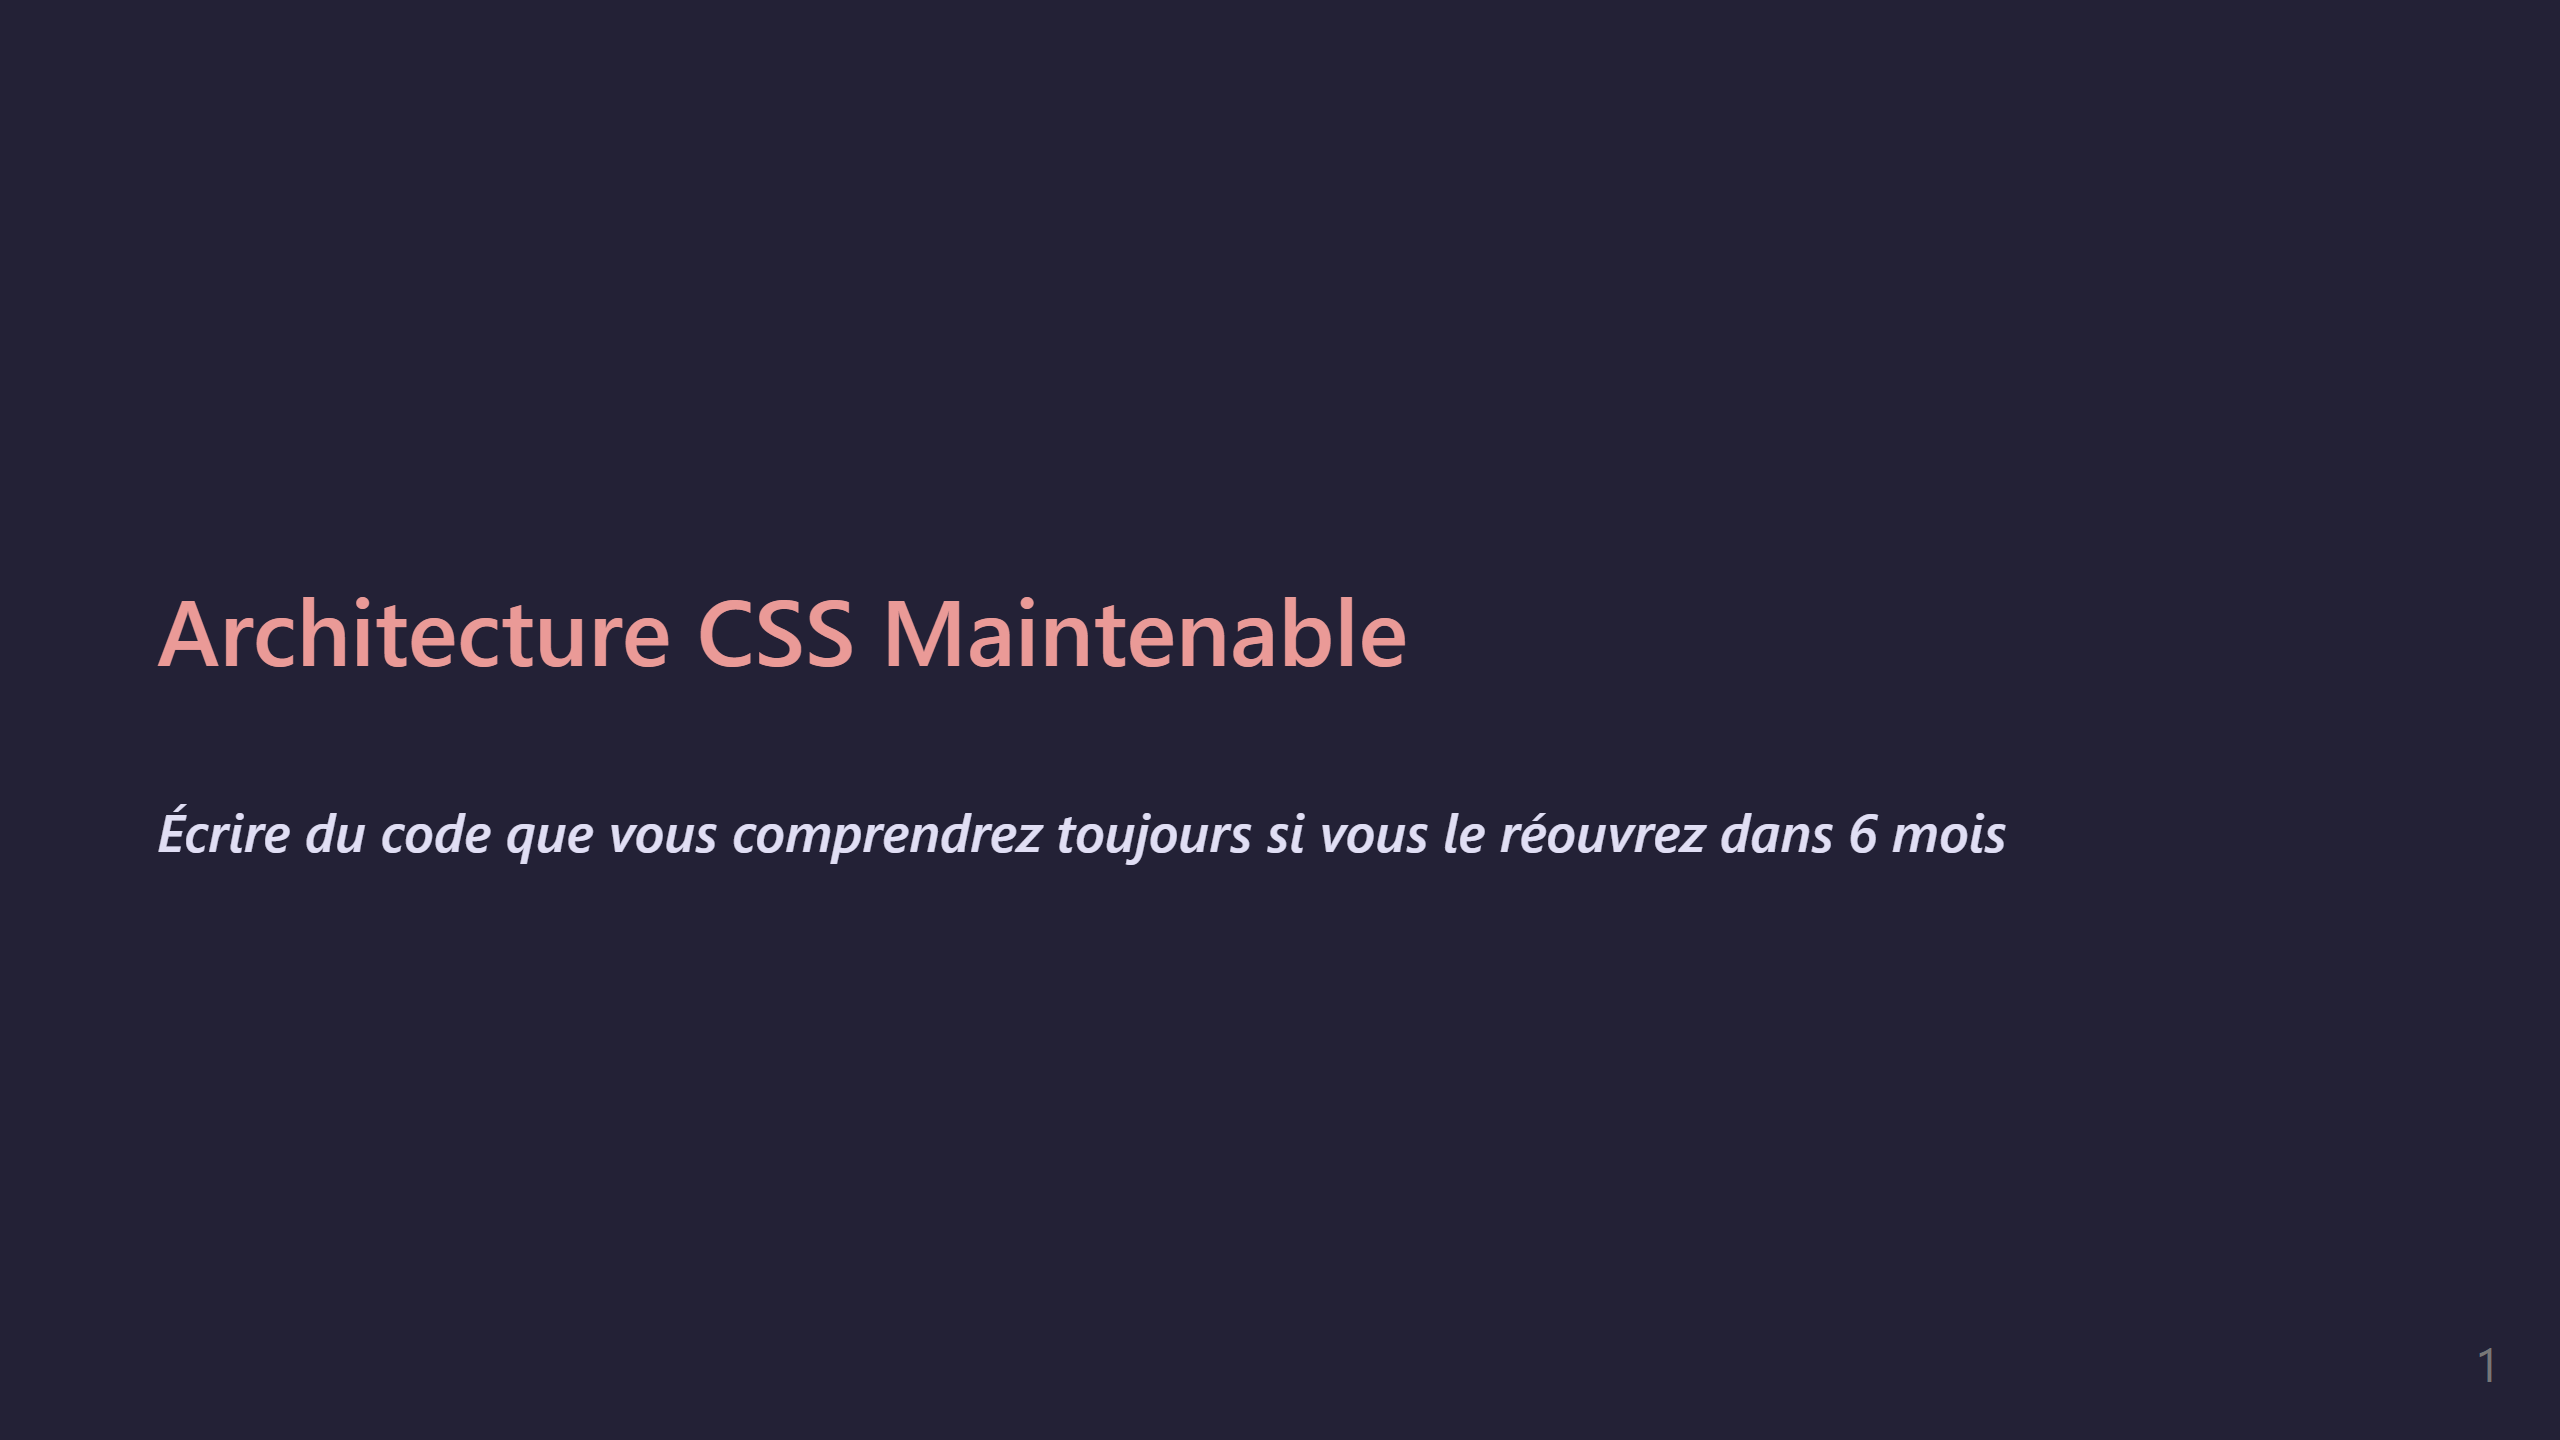 Architecture CSS Maintenable
Écrire du code que vous comprendrez toujours si vous le réouvrez dans 6 mois
1